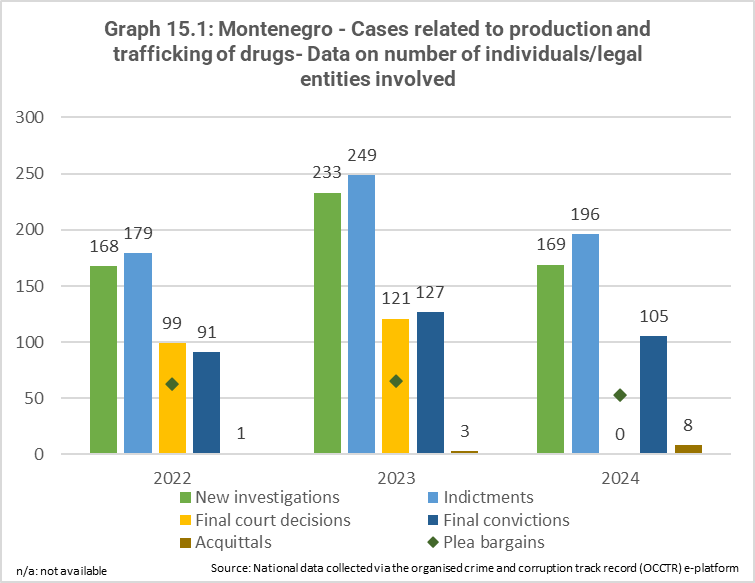 Graph 15.1: Montenegro - Cases related to production and
trafficking of drugs- Data on number of individuals/legal
entities involved
300
250
200
150
100
50
0
168
179
99
91
1
233
249
121
127
3
169
196
0
105
8
2022
2023
2024
New investigations
Indictments
Final court decisions
Final convictions
Acquittals
Plea bargains
n/a: not available
Source: National data collected via the organised crime and corruption track record (OCCTR) e-platform